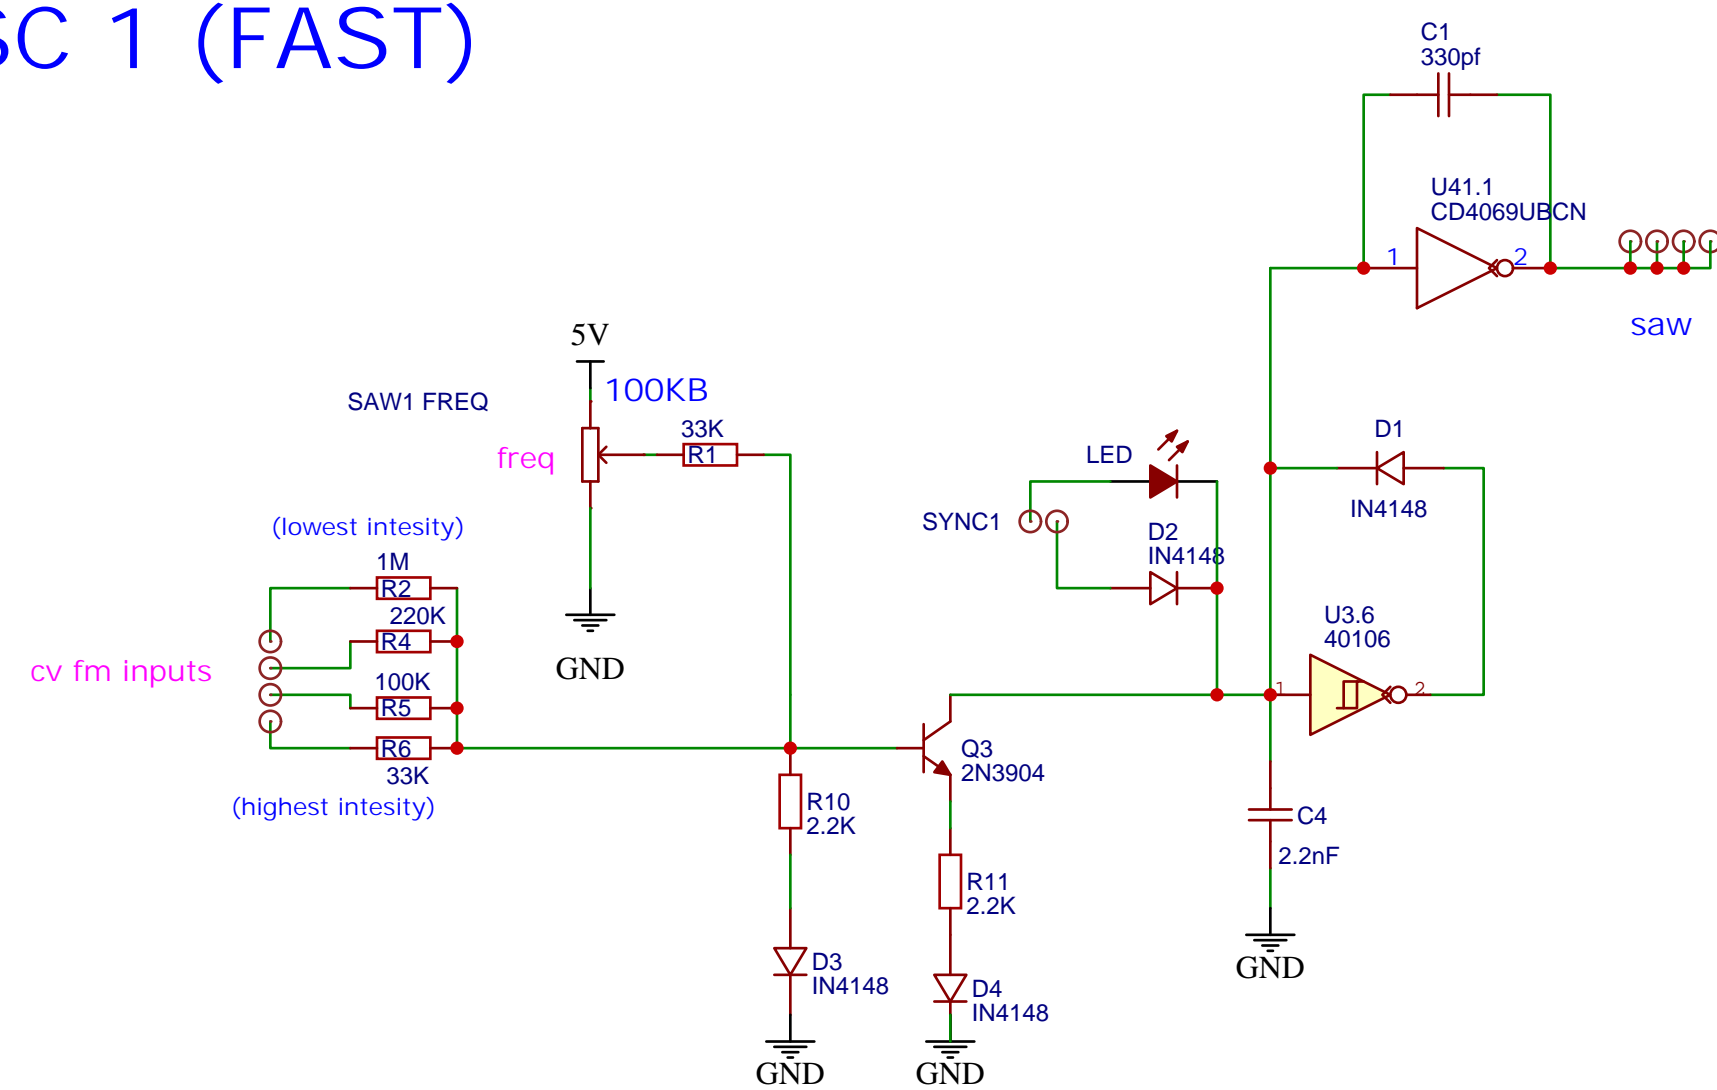 SC 1 (FAST)
C1
330pf
U41.1
CD4069UBCN
1
2
saw
5V
100KB
SAW1 FREQ
33K
R1
freq
GND
(lowest intesity)
1M
R2
220K
R4
cv fm inputs
100K
R5
R6
33K
(highest intesity)
LED
SYNC1
D2
IN4148
D1
IN4148
U3.6
40106
1
2
Q3
2N3904
R10
2.2K
C4
2.2nF
R11
2.2K
D3
IN4148
D4
IN4148
GND
GND
GND